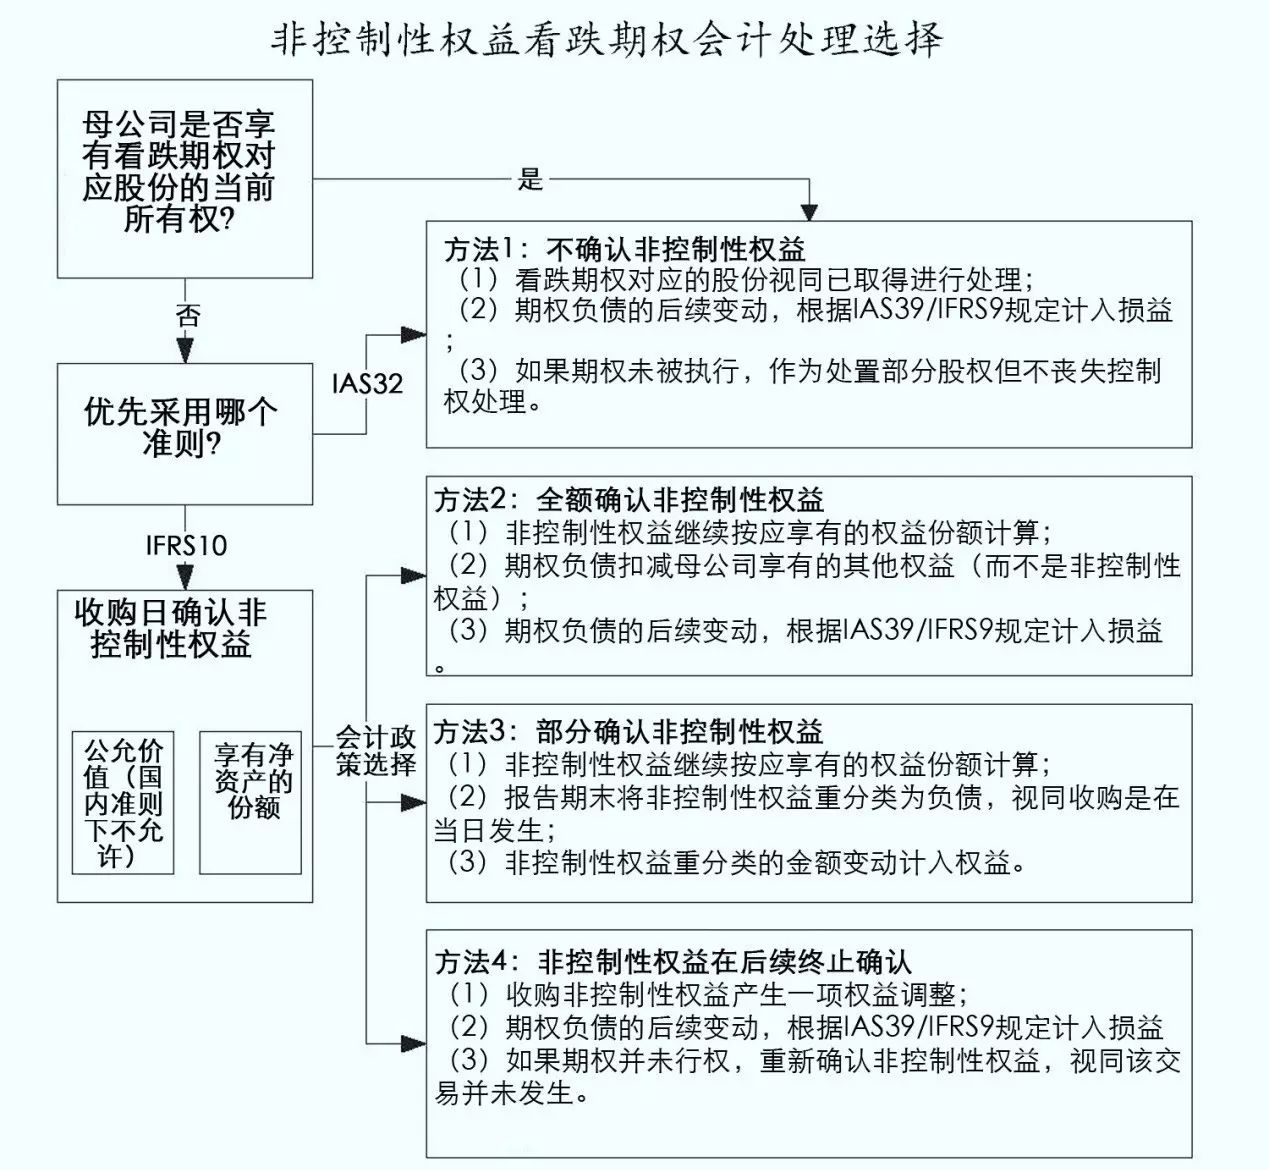 非控制性权益看跌期权会计处理选择
母公司是否享
有看跌期权对
应股份的当前
所有权?
是
否
优先采用哪个
准则?
IAS32
方法1：不确认非控制性权益
（1）看跌期权对应的股份视同已取得进行处理；
（2）期权负债的后续变动，根据IAS39/IFRS9规定计入损益
；
（3）如果期权未被执行，作为处置部分股权但不丧失控制
权处理。
IFRS10
收购日确认非
控制性权益
公允价
值（国
内准则
下不允
许）
享有净
资产的
份额
会计政
策选择
方法2：全额确认非控制性权益
（1）非控制性权益继续按应享有的权益份额计算；
（2）期权负债扣减母公司享有的其他权益（而不是非控制性
权益）；
（3）期权负债的后续变动，根据IAS39/IFRS9规定计入损益
。
方法3：部分确认非控制性权益
（1）非控制性权益继续按应享有的权益份额计算；
（2）报告期末将非控制性权益重分类为负债，视同收购是在
当日发生；
（3）非控制性权益重分类的金额变动计入权益。
方法4：非控制性权益在后续终止确认
（1）收购非控制性权益产生一项权益调整；
（2）期权负债的后续变动，根据IAS39/IFRS9规定计入损益
（3）如果期权并未行权，重新确认非控制性权益，视同该交
易并未发生。